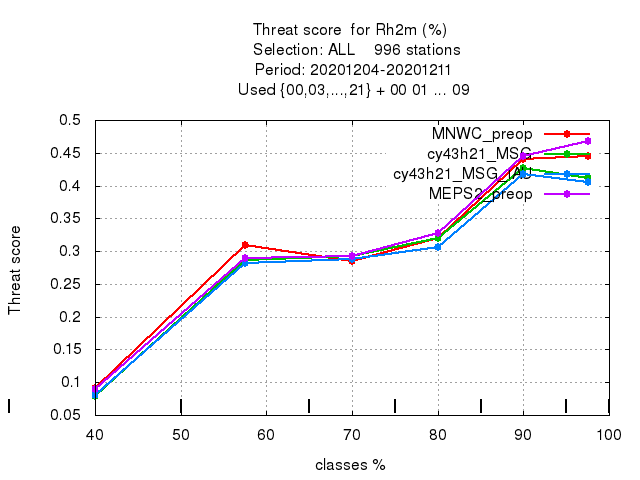 Threat score for Rh2m (%)
Selection: ALL 996 stations
Period: 20201204-20201211
Used {00,03,...,21} + 00 01 ... 09
0.5
0.45
0.4
0.35
0.3
0.25
0.2
0.15
0.1
0.05
Threat score
MNWC_preop
cy43h21_MSG
cy43h21_MSG_IASI
MEPS2_preop
40 50 60 70 80 90 100
classes %